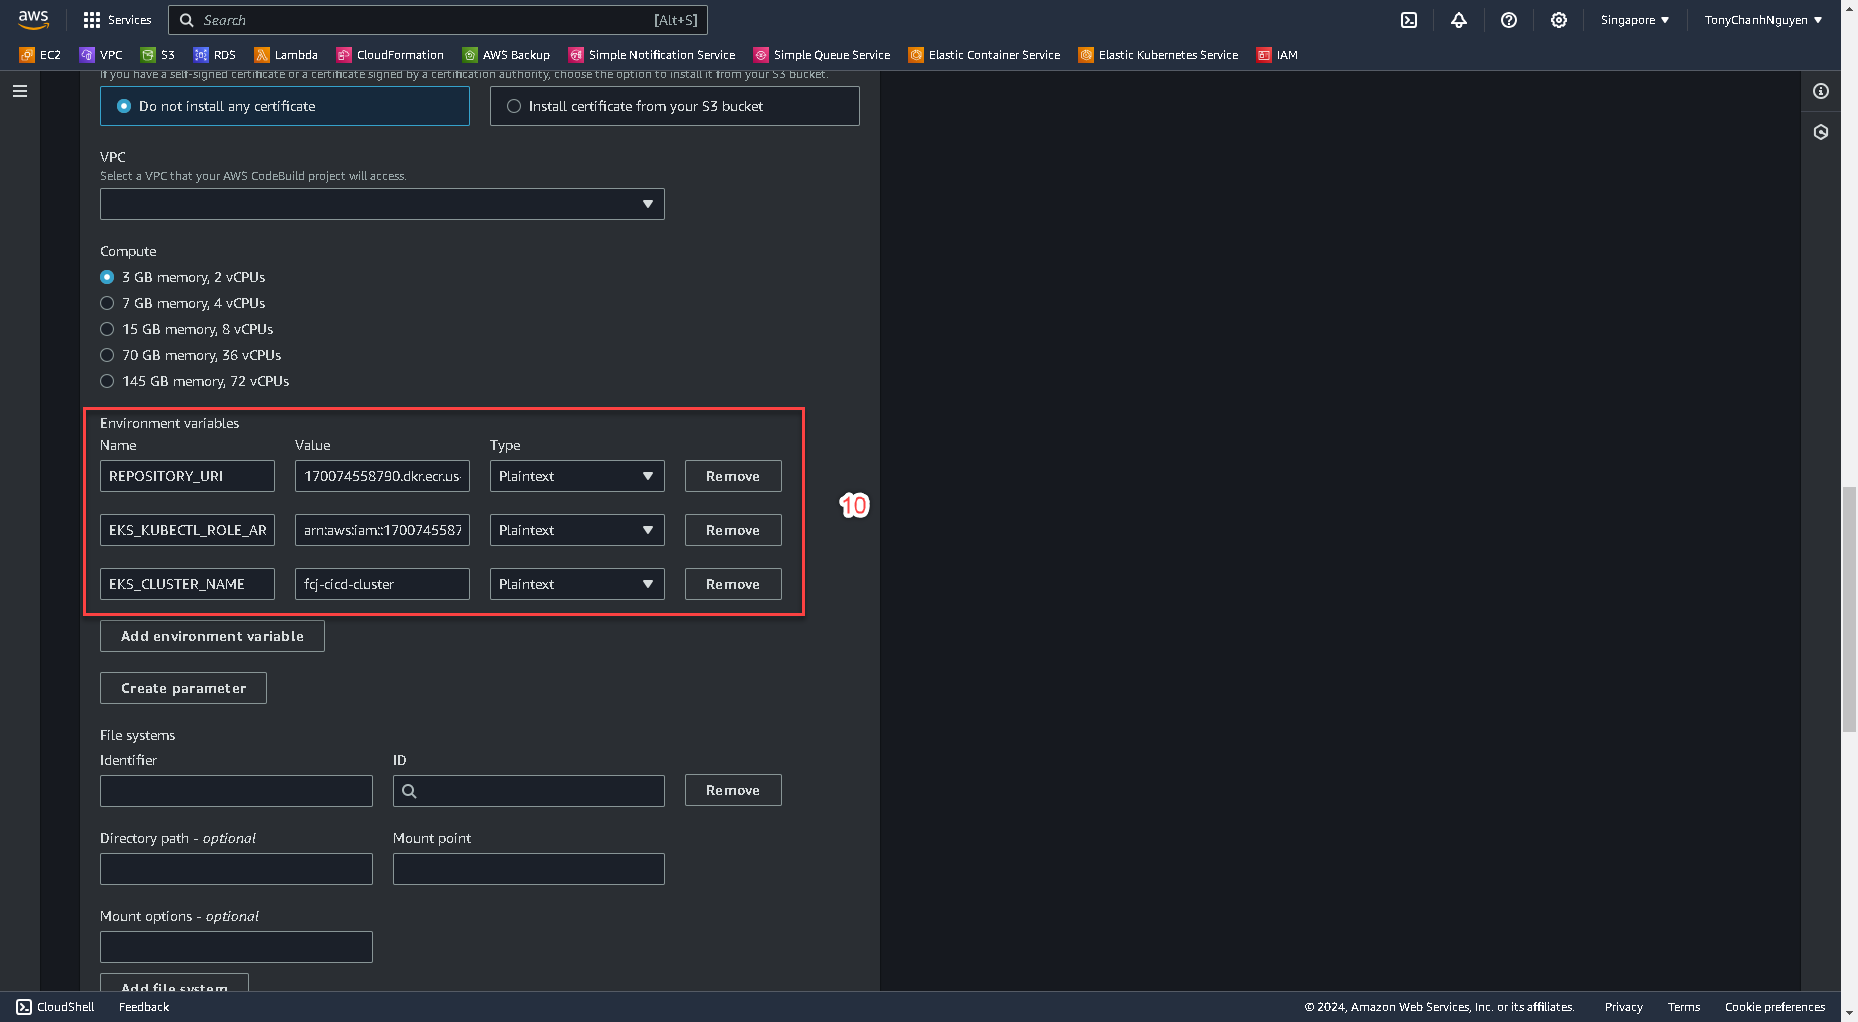 aws
Services
Search [Alt+S]
Singapore
TonyChanhNguyen
EC2 VPC S3 RDS Lambda CloudFormation AWS Backup Simple Notification Service Simple Queue Service Elastic Container Service Elastic Kubernetes Service IAM
If you have a self-signed certificate or a certificate signed by a certification authority, choose the option to install it from your S3 bucket.
Do not install any certificate
Install certificate from your S3 bucket
VPC
Select a VPC that your AWS CodeBuild project will access.
Compute
3 GB memory, 2 vCPUs
7 GB memory, 4 vCPUs
15 GB memory, 8 vCPUs
70 GB memory, 36 vCPUs
145 GB memory, 72 vCPUs
Environment variables
Name Value Type
REPOSITORY_URI 170074558790.dkr.ecr.us- Plaintext Remove
10
EKS_KUBECTL_ROLE_AR arn:aws:iam::1700745587 Plaintext Remove
EKS_CLUSTER_NAME fcj-cicd-cluster Plaintext Remove
Add environment variable
Create parameter
File systems
Identifier ID
Remove
Directory path - optional Mount point
Mount options - optional
Add file system
CloudShell Feedback © 2024, Amazon Web Services, Inc. or its affiliates. Privacy Terms Cookie preferences